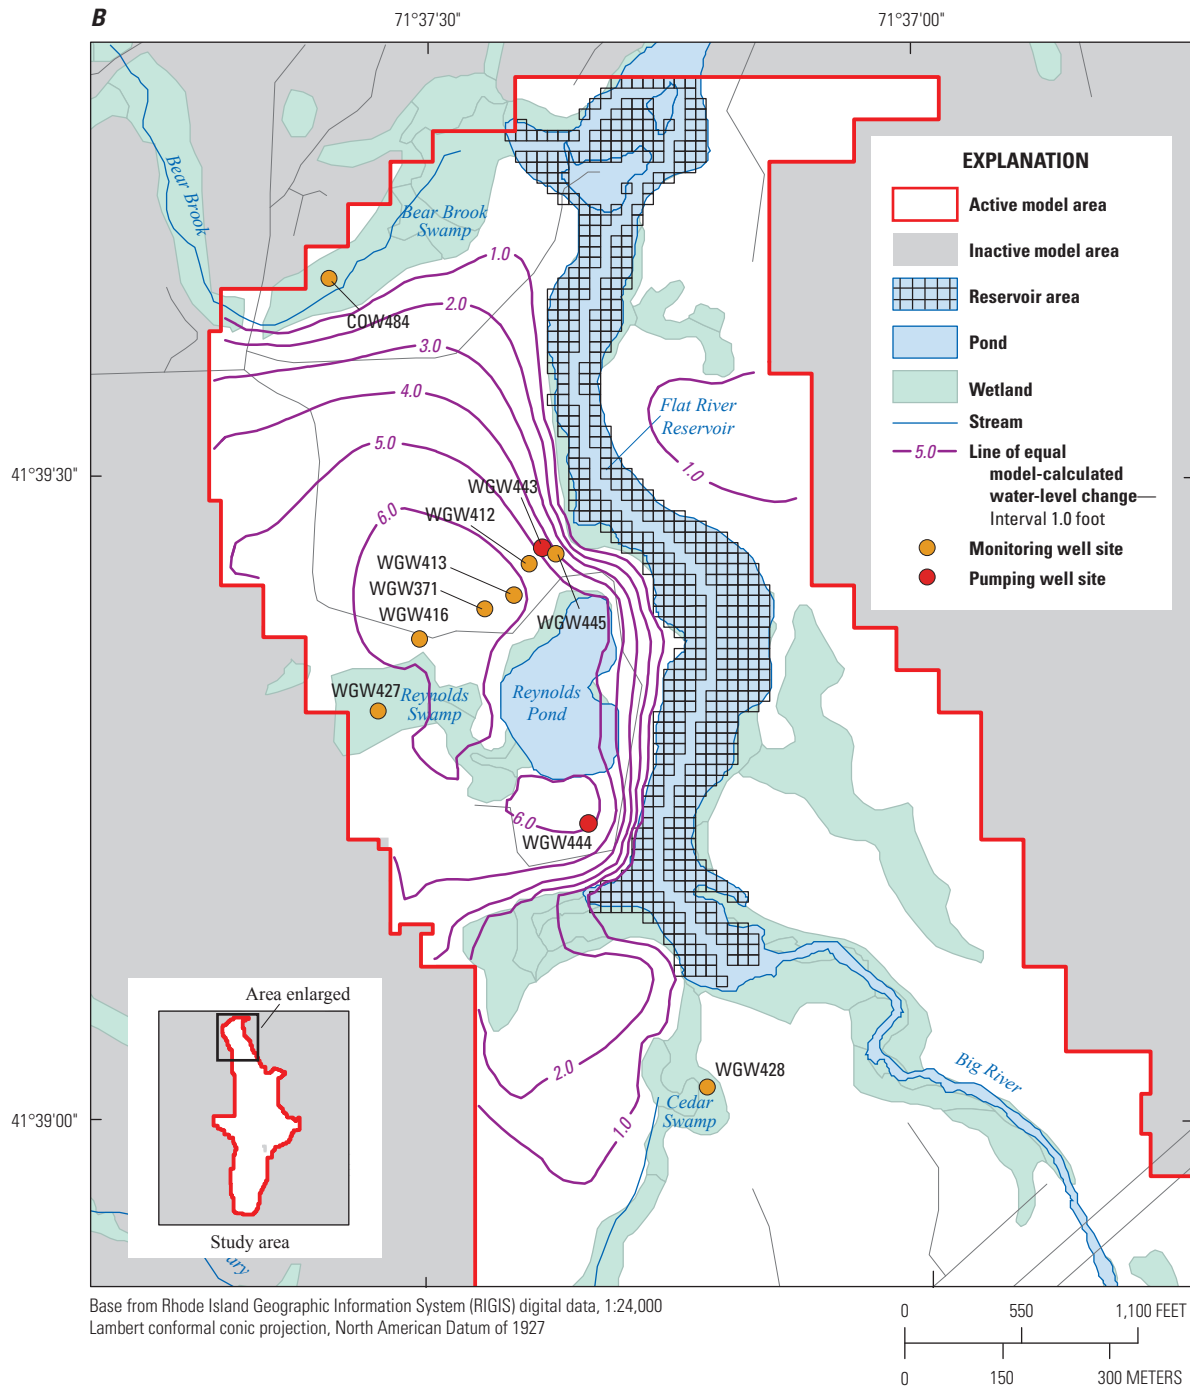 B
71°37'30"
71°37'00"
EXPLANATION
Active model area
Inactive model area
Reservoir area
Pond
Wetland
Stream
5.0
Line of equal
model-calculated
water-level change—
Interval 1.0 foot
Monitoring well site
Pumping well site
Bear Brook
Bear Brook
Swamp
COW484
1.0
2.0
3.0
4.0
5.0
6.0
Flat River
Reservoir
1.0
41°39'30"
WGW443
WGW412
WGW413
WGW371
WGW416
WGW445
WGW427
Reynolds
Swamp
Reynolds
Pond
6.0
WGW444
2.0
1.0
WGW428
Cedar
Swamp
Big River
41°39'00"
Area enlarged
Study area
ary
Base from Rhode Island Geographic Information System (RIGIS) digital data, 1:24,000
Lambert conformal conic projection, North American Datum of 1927
0 550 1,100 FEET
0 150 300 METERS